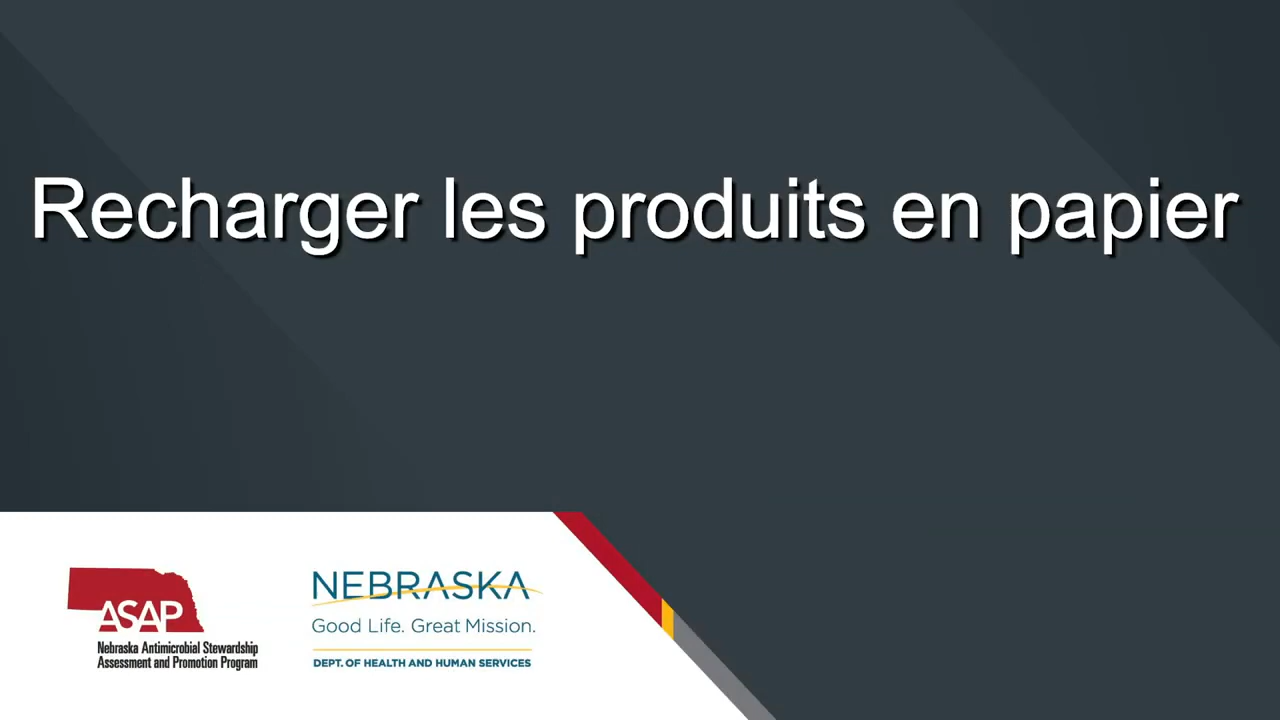 Recharger les produits en papier
ASAP
Nebraska Antimicrobial Stewardship
Assessment and Promotion Program
NEBRASKA
Good Life. Great Mission.
DEPT. OF HEALTH AND HUMAN SERVICES